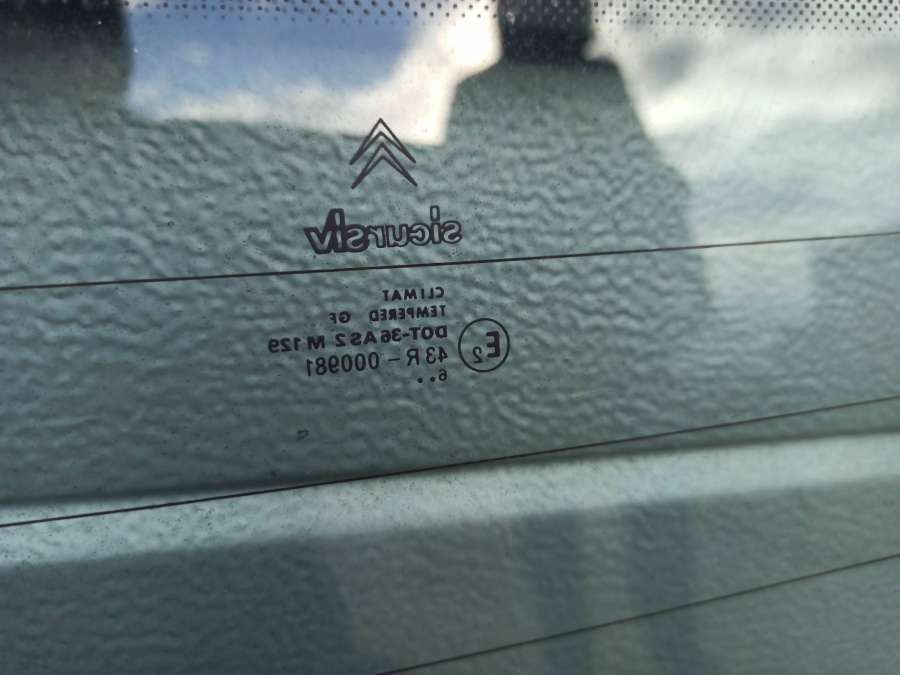 sicursiv
CLIMAT
TEMPERED GF
DOT-36 AS2 M129
E2
43R - 000981
6..